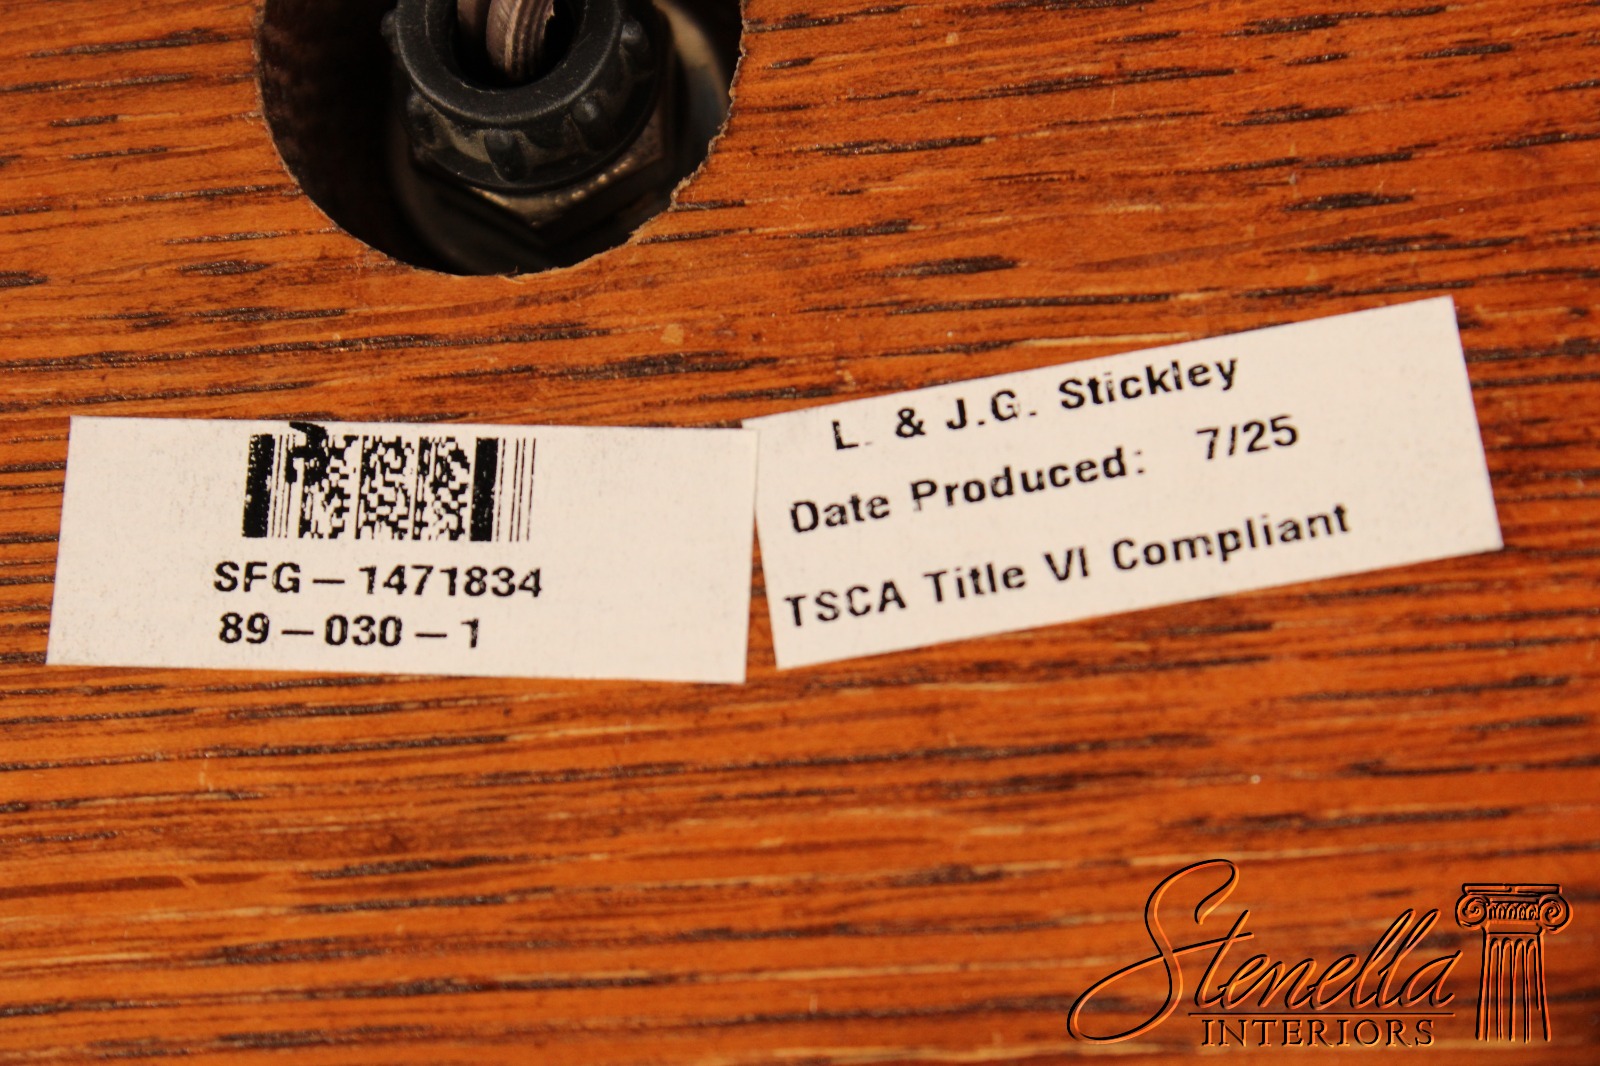 SFG-1471834
89-030-1
L. & J.G. Stickley
Date Produced: 7/25
TSCA Title VI Compliant
Stenella
INTERIORS